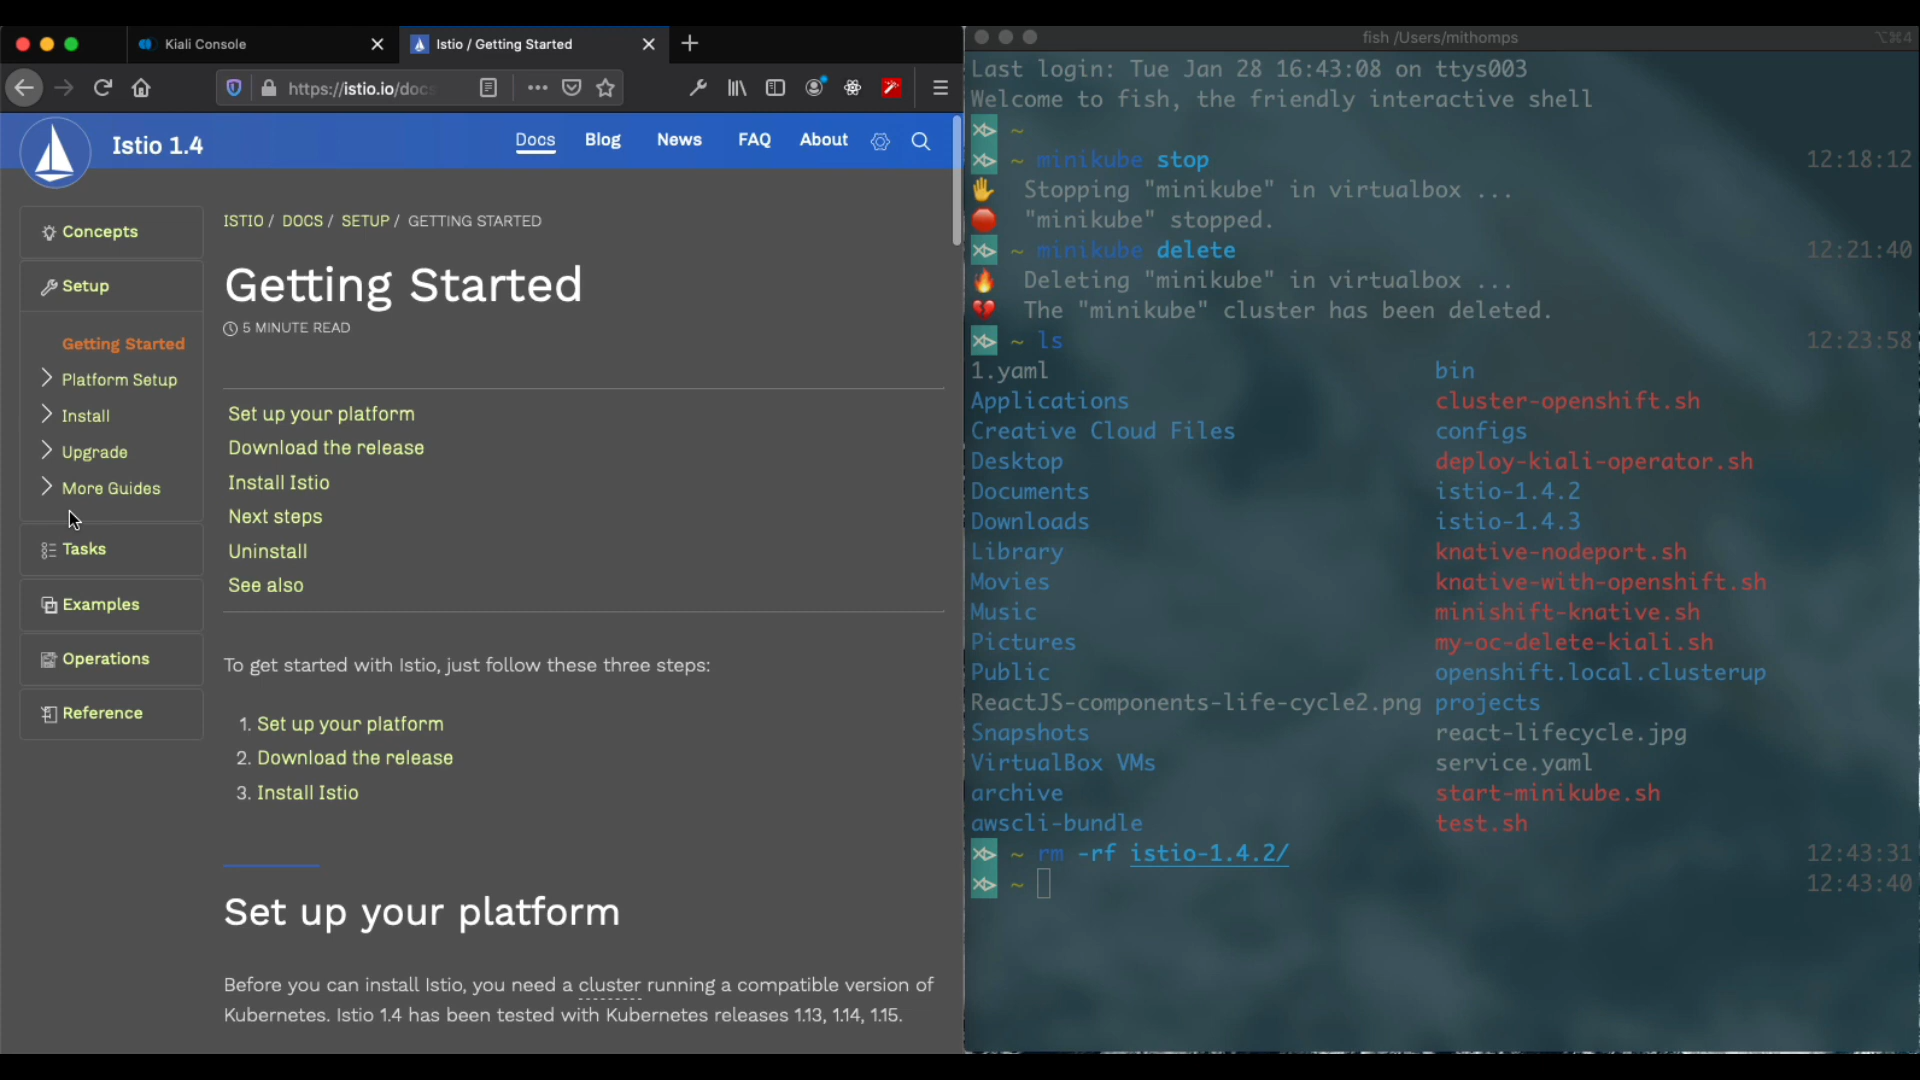 Kiali Console
Istio / Getting Started
https://istio.io/docs
Istio 1.4
Docs
Blog
News
FAQ
About
Concepts
Setup
Getting Started
Platform Setup
Install
Upgrade
More Guides
Tasks
Examples
Operations
Reference
ISTIO / DOCS / SETUP / GETTING STARTED
Getting Started
5 MINUTE READ
Set up your platform
Download the release
Install Istio
Next steps
Uninstall
See also
To get started with Istio, just follow these three steps:
1. Set up your platform
2. Download the release
3. Install Istio
Set up your platform
Before you can install Istio, you need a cluster running a compatible version of
Kubernetes. Istio 1.4 has been tested with Kubernetes releases 1.13, 1.14, 1.15.
fish /Users/mithomps
⌥⌘4
Last login: Tue Jan 28 16:43:08 on ttys003
Welcome to fish, the friendly interactive shell
~
~ minikube stop 12:18:12
Stopping "minikube" in virtualbox ...
"minikube" stopped.
~ minikube delete 12:21:40
Deleting "minikube" in virtualbox ...
The "minikube" cluster has been deleted.
~ ls 12:23:58
1.yaml bin
Applications cluster-openshift.sh
Creative Cloud Files configs
Desktop deploy-kiali-operator.sh
Documents istio-1.4.2
Downloads istio-1.4.3
Library knative-nodeport.sh
Movies knative-with-openshift.sh
Music minishift-knative.sh
Pictures my-oc-delete-kiali.sh
Public openshift.local.clusterup
ReactJS-components-life-cycle2.png projects
Snapshots react-lifecycle.jpg
VirtualBox VMs service.yaml
archive start-minikube.sh
awscli-bundle test.sh
~ rm -rf istio-1.4.2/ 12:43:31
~ 12:43:40